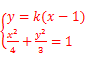 y = k(x − 1)
x²/4 + y²/3 = 1